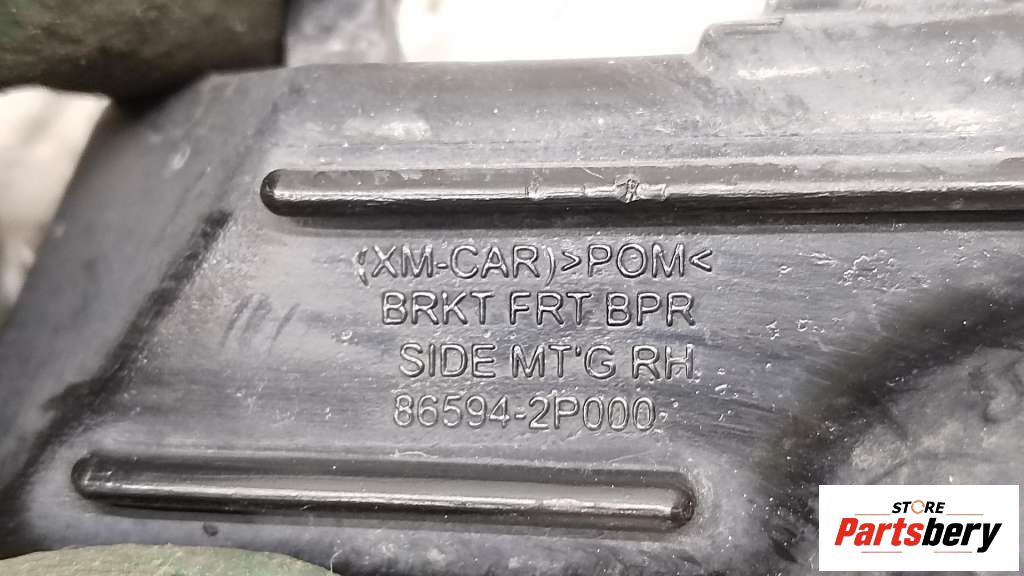 (XM-CAR)>POM<
BRKT FRT BPR
SIDE MT'G RH
86594-2P000
STORE
Partsbery